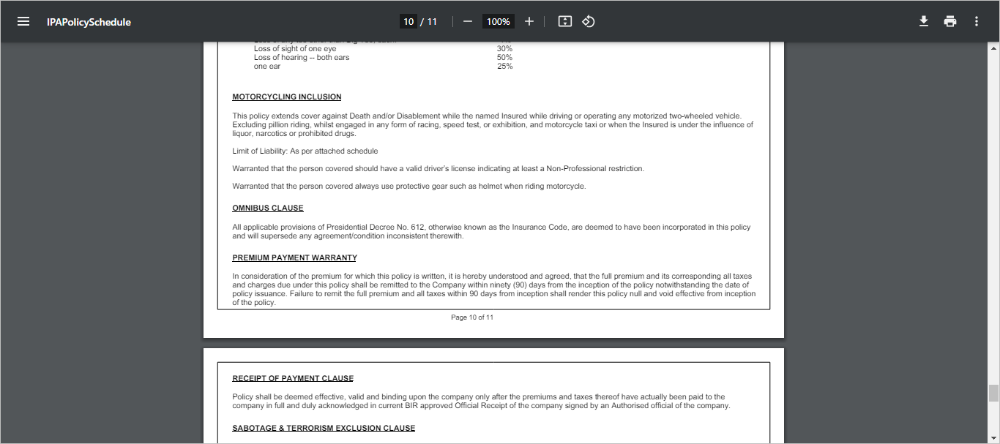 IPAPolicySchedule
10 / 11
100%
Loss of sight of one eye 30%
Loss of hearing -- both ears 50%
one ear 25%
MOTORCYCLING INCLUSION
This policy extends cover against Death and/or Disablement while the named Insured while driving or operating any motorized two-wheeled vehicle.
Excluding pillion riding, whilst engaged in any form of racing, speed test, or exhibition, and motorcycle taxi or when the Insured is under the influence of
liquor, narcotics or prohibited drugs.
Limit of Liability: As per attached schedule
Warranted that the person covered should have a valid driver's license indicating at least a Non-Professional restriction.
Warranted that the person covered always use protective gear such as helmet when riding motorcycle.
OMNIBUS CLAUSE
All applicable provisions of Presidential Decree No. 612, otherwise known as the Insurance Code, are deemed to have been incorporated in this policy
and will supersede any agreement/condition inconsistent therewith.
PREMIUM PAYMENT WARRANTY
In consideration of the premium for which this policy is written, it is hereby understood and agreed, that the full premium and its corresponding all taxes
and charges due under this policy shall be remitted to the Company within ninety (90) days from the inception of the policy notwithstanding the date of
policy issuance. Failure to remit the full premium and all taxes within 90 days from inception shall render this policy null and void effective from inception
of the policy.
Page 10 of 11
RECEIPT OF PAYMENT CLAUSE
Policy shall be deemed effective, valid and binding upon the company only after the premiums and taxes thereof have actually been paid to the
company in full and duly acknowledged in current BIR approved Official Receipt of the company signed by an Authorised official of the company.
SABOTAGE & TERRORISM EXCLUSION CLAUSE